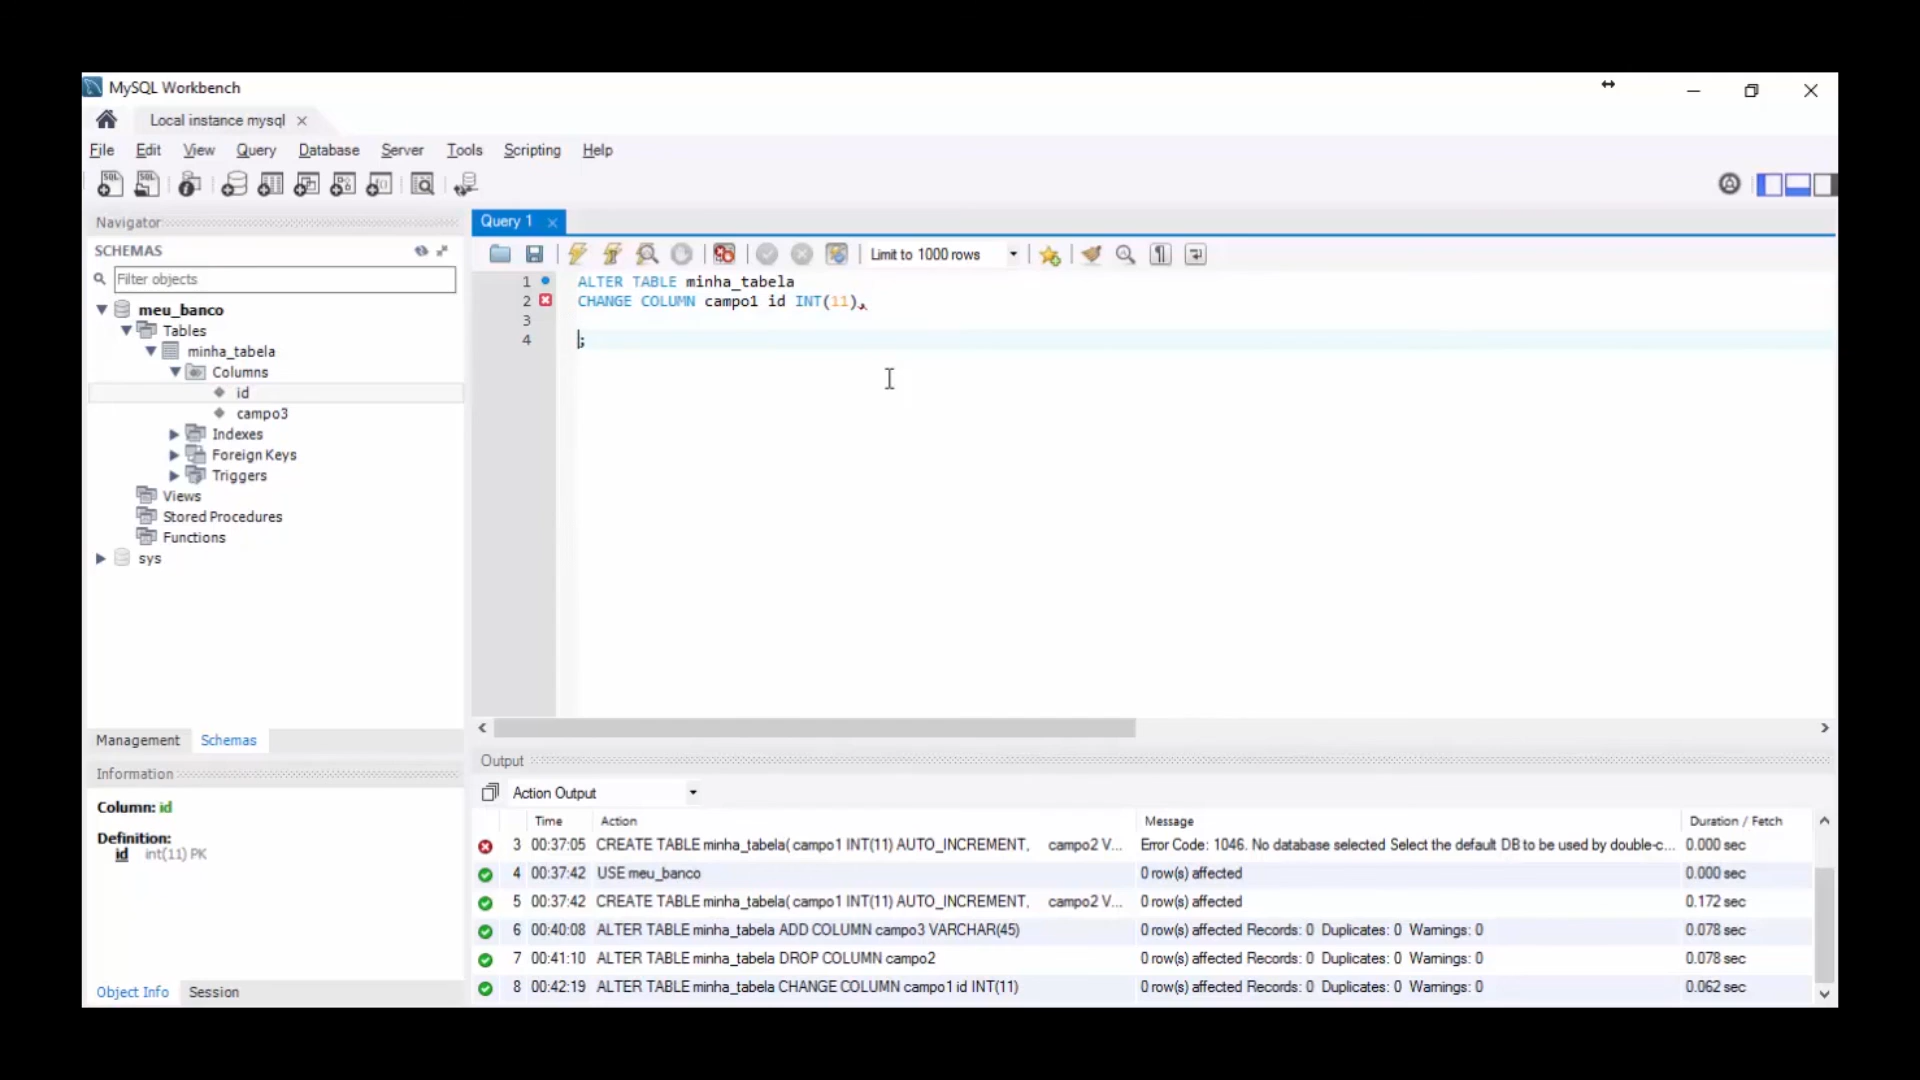 MySQL Workbench
Local instance mysql
File Edit View Query Database Server Tools Scripting Help
Navigator
SCHEMAS
Filter objects
meu_banco
Tables
minha_tabela
Columns
id
campo3
Indexes
Foreign Keys
Triggers
Views
Stored Procedures
Functions
sys
Management Schemas
Information
Column: id
Definition:
id int(11) PK
Object Info Session
Query 1
Limit to 1000 rows
1 ALTER TABLE minha_tabela
2 CHANGE COLUMN campo1 id INT(11),
3
4 ;
Output
Action Output
Time Action Message Duration / Fetch
3 00:37:05 CREATE TABLE minha_tabela( campo1 INT(11) AUTO_INCREMENT, campo2 V... Error Code: 1046. No database selected Select the default DB to be used by double-c... 0.000 sec
4 00:37:42 USE meu_banco 0 row(s) affected 0.000 sec
5 00:37:42 CREATE TABLE minha_tabela( campo1 INT(11) AUTO_INCREMENT, campo2 V... 0 row(s) affected 0.172 sec
6 00:40:08 ALTER TABLE minha_tabela ADD COLUMN campo3 VARCHAR(45) 0 row(s) affected Records: 0 Duplicates: 0 Warnings: 0 0.078 sec
7 00:41:10 ALTER TABLE minha_tabela DROP COLUMN campo2 0 row(s) affected Records: 0 Duplicates: 0 Warnings: 0 0.078 sec
8 00:42:19 ALTER TABLE minha_tabela CHANGE COLUMN campo1 id INT(11) 0 row(s) affected Records: 0 Duplicates: 0 Warnings: 0 0.062 sec